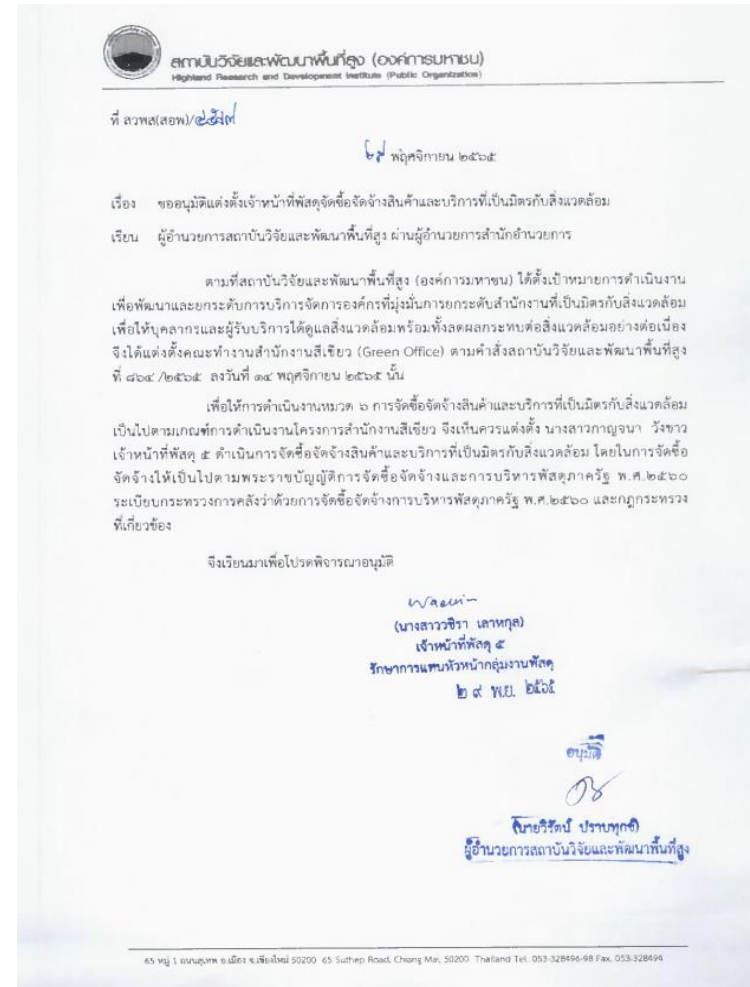 สถาบันวิจัยและพัฒนาพื้นที่สูง (องค์การมหาชน)
Highland Research and Development Institute (Public Organization)
ที่ สวพส(สอพ)/
๒๙ พฤศจิกายน ๒๕๖๕
เรื่อง ขออนุมัติแต่งตั้งเจ้าหน้าที่พัสดุจัดซื้อจัดจ้างสินค้าและบริการที่เป็นมิตรกับสิ่งแวดล้อม
เรียน ผู้อำนวยการสถาบันวิจัยและพัฒนาพื้นที่สูง ผ่านผู้อำนวยการสำนักอำนวยการ
ตามที่สถาบันวิจัยและพัฒนาพื้นที่สูง (องค์การมหาชน) ได้ตั้งเป้าหมายการดำเนินงาน
เพื่อพัฒนาและยกระดับการบริการจัดการองค์กรที่มุ่งมั่นการยกระดับสำนักงานที่เป็นมิตรกับสิ่งแวดล้อม
เพื่อให้บุคลากรและผู้รับบริการได้ดูแลสิ่งแวดล้อมพร้อมทั้งลดผลกระทบต่อสิ่งแวดล้อมอย่างต่อเนื่อง
จึงได้แต่งตั้งคณะทำงานสำนักงานสีเขียว (Green Office) ตามคำสั่งสถาบันวิจัยและพัฒนาพื้นที่สูง
ที่ ๘๖๔ /๒๕๖๕ ลงวันที่ ๑๔ พฤศจิกายน ๒๕๖๕ นั้น
เพื่อให้การดำเนินงานหมวด ๖ การจัดซื้อจัดจ้างสินค้าและบริการที่เป็นมิตรกับสิ่งแวดล้อม
เป็นไปตามเกณฑ์การดำเนินงานโครงการสำนักงานสีเขียว จึงเห็นควรแต่งตั้ง นางสาวกาญจนา วังชาว
เจ้าหน้าที่พัสดุ ๕ ดำเนินการจัดซื้อจัดจ้างสินค้าและบริการที่เป็นมิตรกับสิ่งแวดล้อม โดยในการจัดซื้อ
จัดจ้างให้เป็นไปตามพระราชบัญญัติการจัดซื้อจัดจ้างและการบริหารพัสดุภาครัฐ พ.ศ.๒๕๖๐
ระเบียบกระทรวงการคลังว่าด้วยการจัดซื้อจัดจ้างการบริหารพัสดุภาครัฐ พ.ศ.๒๕๖๐ และกฎกระทรวง
ที่เกี่ยวข้อง
จึงเรียนมาเพื่อโปรดพิจารณาอนุมัติ
(นางสาววชิรา เลาหกุล)
เจ้าหน้าที่พัสดุ ๕
รักษาการแทนหัวหน้ากลุ่มงานพัสดุ
๒๙ พ.ย. ๒๕๖๕
อนุมัติ
(นายวิรัตน์ ปราบทุกข์)
ผู้อำนวยการสถาบันวิจัยและพัฒนาพื้นที่สูง
65 หมู่ 1 ถนนสุเทพ อ.เมือง จ.เชียงใหม่ 50200 65 Suthep Road, Chiang Mai, 50200 Thailand Tel. 053-328496-98 Fax. 053-328494